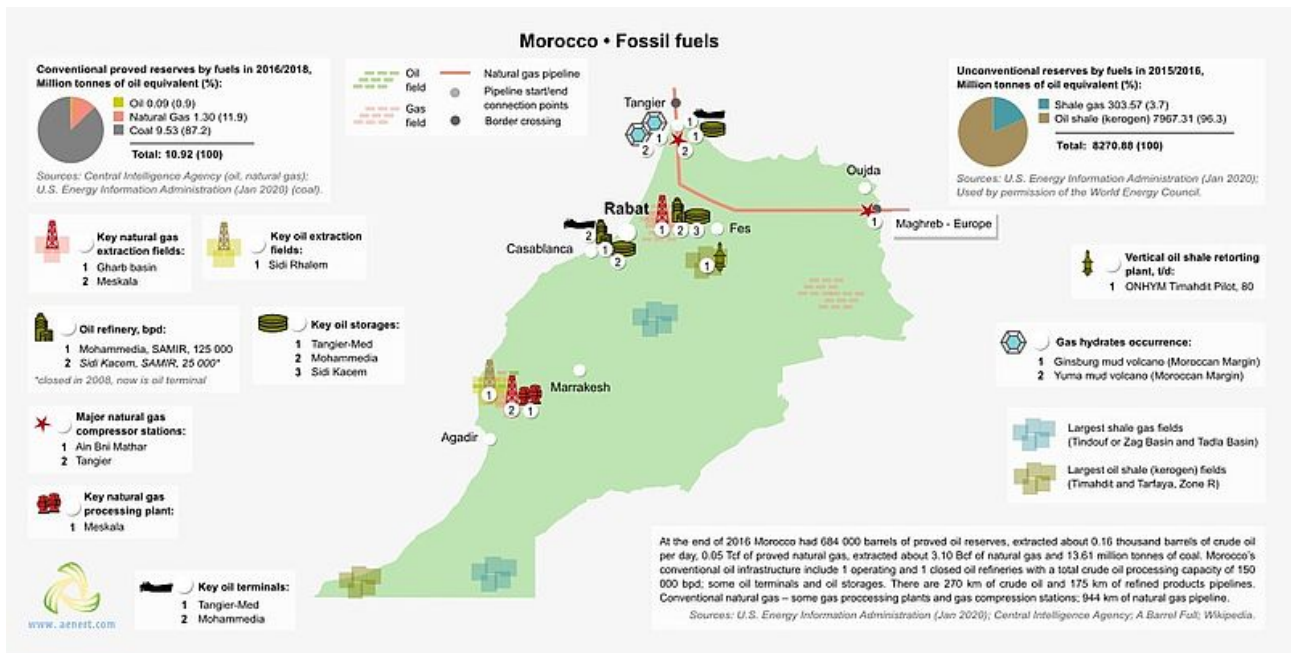 Morocco • Fossil fuels
Conventional proved reserves by fuels in 2016/2018,
Million tonnes of oil equivalent (%):
Oil 0.09 (0.9)
Natural Gas 1.30 (11.9)
Coal 9.53 (87.2)
Total: 10.92 (100)
Sources: Central Intelligence Agency (oil, natural gas);
U.S. Energy Information Administration (Jan 2020) (coal).
Oil
field
Gas
field
Natural gas pipeline
Pipeline start/end
connection points
Border crossing
Unconventional reserves by fuels in 2015/2016,
Million tonnes of oil equivalent (%):
Shale gas 303.57 (3.7)
Oil shale (kerogen) 7967.31 (96.3)
Total: 8270.88 (100)
Sources: U.S. Energy Information Administration (Jan 2020);
Used by permission of the World Energy Council.
Key natural gas
extraction fields:
1 Gharb basin
2 Meskala
Key oil extraction
fields:
1 Sidi Rhalem
Oil refinery, bpd:
1 Mohammedia, SAMIR, 125 000
2 Sidi Kacem, SAMIR, 25 000*
*closed in 2008, now is oil terminal
Key oil storages:
1 Tangier-Med
2 Mohammedia
3 Sidi Kacem
Major natural gas
compressor stations:
1 Ain Bni Mathar
2 Tangier
Key natural gas
processing plant:
1 Meskala
Key oil terminals:
1 Tangier-Med
2 Mohammedia
www. aenert.com
Tangier
1
1
1
2
2
Oujda
1
Maghreb - Europe
Rabat
1 2 3
Fes
2
1
2
Casablanca
1
Marrakesh
1
2 1
Agadir
Vertical oil shale retorting
plant, t/d:
1 ONHYM Timahdit Pilot, 80
Gas hydrates occurrence:
1 Ginsburg mud volcano (Moroccan Margin)
2 Yuma mud volcano (Moroccan Margin)
Largest shale gas fields
(Tindouf or Zag Basin and Tadla Basin)
Largest oil shale (kerogen) fields
(Timahdit and Tarfaya, Zone R)
At the end of 2016 Morocco had 684 000 barrels of proved oil reserves, extracted about 0.16 thousand barrels of crude oil
per day, 0.05 Tcf of proved natural gas, extracted about 3.10 Bcf of natural gas and 13.61 million tonnes of coal. Morocco's
conventional oil infrastructure include 1 operating and 1 closed oil refineries with a total crude oil processing capacity of 150
000 bpd; some oil terminals and oil storages. There are 270 km of crude oil and 175 km of refined products pipelines.
Conventional natural gas – some gas proccessing plants and gas compression stations; 944 km of natural gas pipeline.
Sources: U.S. Energy Information Administration (Jan 2020); Central Intelligence Agency; A Barrel Full; Wikipedia.